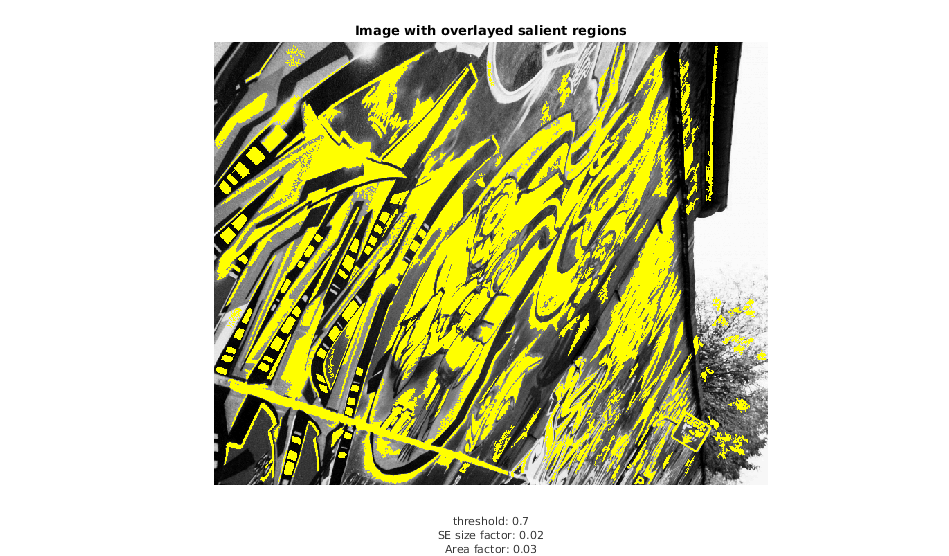 Image with overlayed salient regions
threshold: 0.7
SE size factor: 0.02
Area factor: 0.03